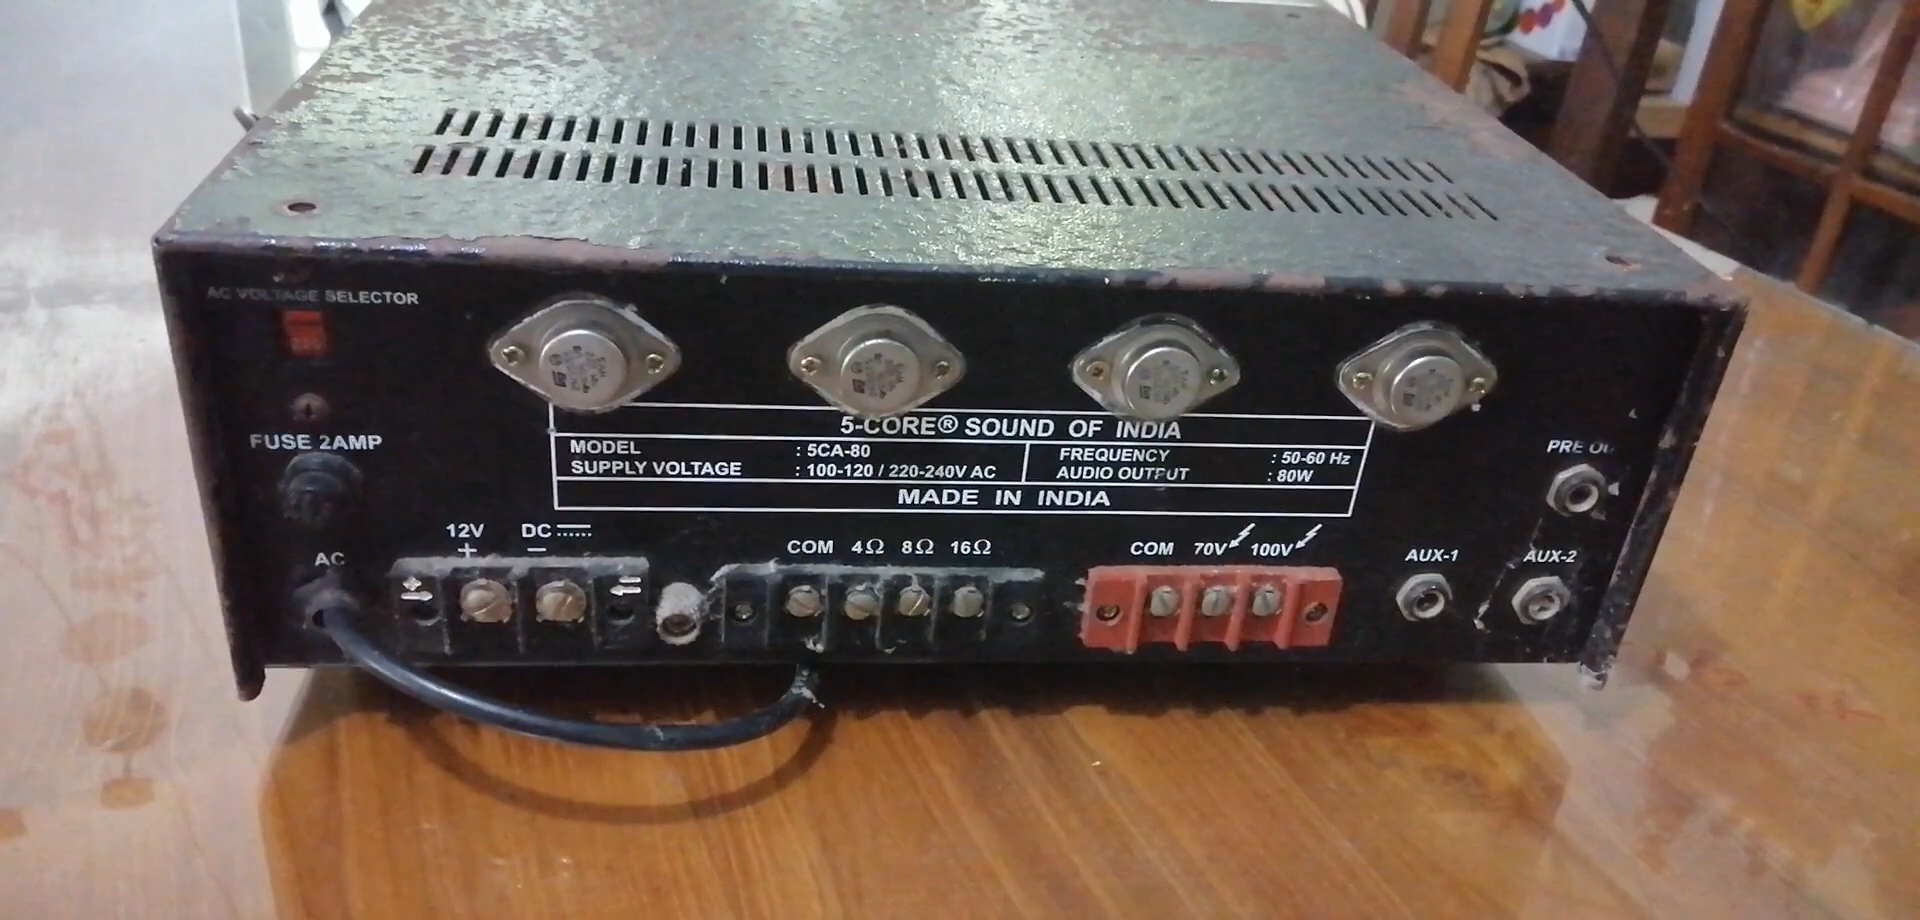 AC VOLTAGE SELECTOR
FUSE 2AMP
5-CORE® SOUND OF INDIA
MODEL : 5CA-80
SUPPLY VOLTAGE : 100-120 / 220-240V AC
FREQUENCY : 50-60 Hz
AUDIO OUTPUT : 80W
MADE IN INDIA
PRE
12V DC
+ −
AC
COM 4Ω 8Ω 16Ω
COM 70V 100V
AUX-1 AUX-2